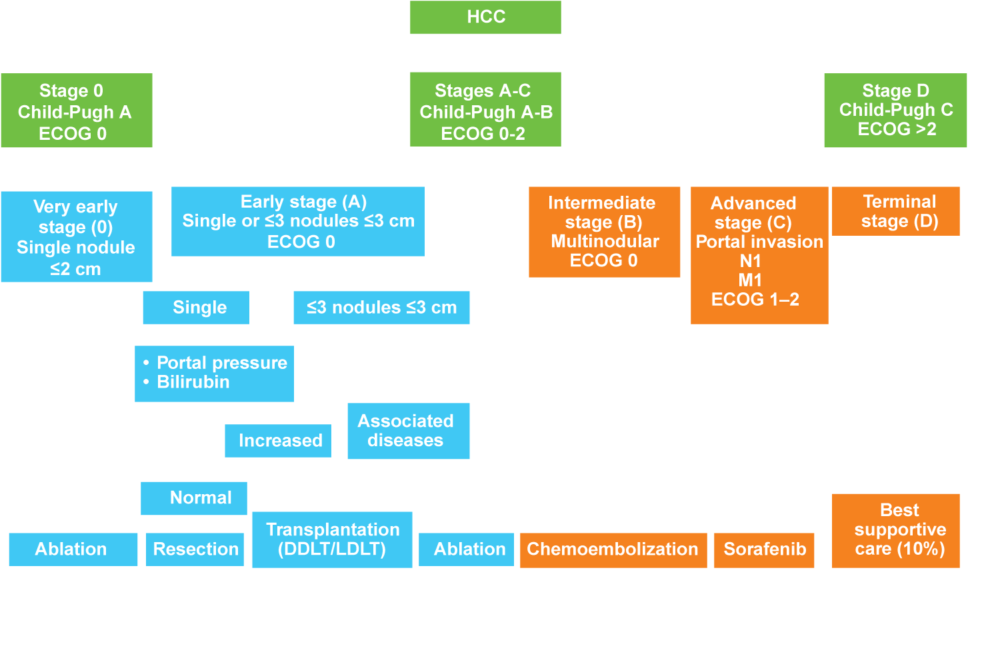 HCC
Stage 0
Child-Pugh A
ECOG 0
Stages A-C
Child-Pugh A-B
ECOG 0-2
Stage D
Child-Pugh C
ECOG >2
Very early
stage (0)
Single nodule
≤2 cm
Early stage (A)
Single or ≤3 nodules ≤3 cm
ECOG 0
Intermediate
stage (B)
Multinodular
ECOG 0
Advanced
stage (C)
Portal invasion
N1
M1
ECOG 1–2
Terminal
stage (D)
Single
≤3 nodules ≤3 cm
• Portal pressure
• Bilirubin
Increased
Associated
diseases
Normal
Ablation
Resection
Transplantation
(DDLT/LDLT)
Ablation
Chemoembolization
Sorafenib
Best
supportive
care (10%)